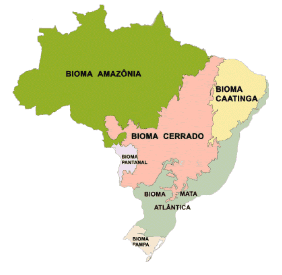 BIOMA AMAZÔNIA
BIOMA
CAATINGA
BIOMA CERRADO
BIOMA
PANTANAL
BIOMA MATA
ATLÂNTICA
BIOMA
PAMPA